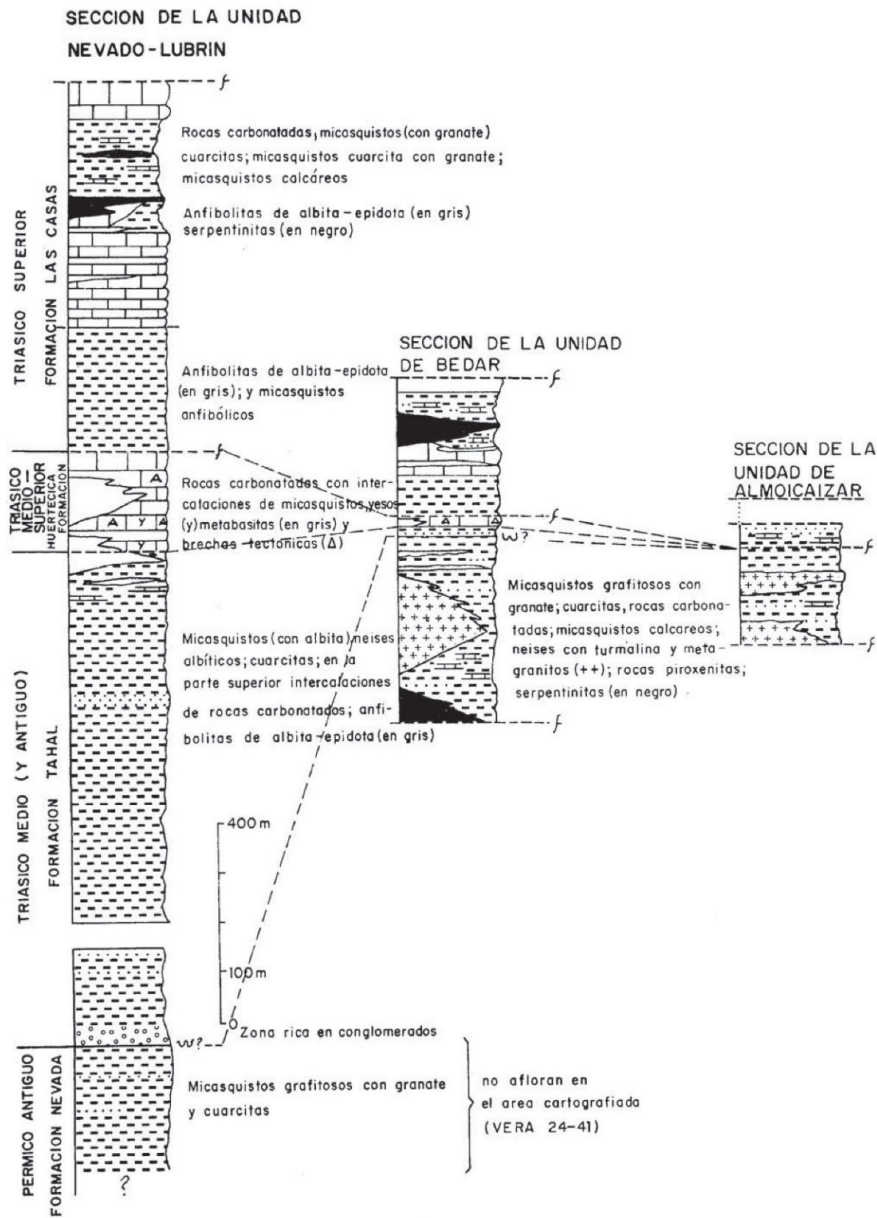 SECCION DE LA UNIDAD
NEVADO-LUBRIN
f
Rocas carbonatadas, micasquistos (con granate)
cuarcitas; micasquistos cuarcita con granate;
micasquistos calcáreos
Anfibolitas de albita-epidota (en gris)
serpentinitas (en negro)
TRIASICO SUPERIOR
FORMACION LAS CASAS
Anfibolitas de albita-epidota
(en gris); y micasquistos
anfibólicos
f
TRIASICO
MEDIO-
SUPERIOR
HUERTECICA
FORMACION
Rocas carbonatadas con inter-
cataciones de micasquistos, yesos
(y) metabasitas (en gris) y
brechas tectónicas (Δ)
Δ
Δ Y Δ
Y
Micasquistos (con albita) neises
albíticos; cuarcitas; en la
parte superior intercalaciones
de rocas carbonatados; anfi-
bolitas de albita-epidota (en gris)
TRIASICO MEDIO (Y ANTIGUO)
FORMACION TAHAL
400 m
100 m
0
Zona rica en conglomerados
w?
PERMICO ANTIGUO
FORMACION NEVADA
Micasquistos grafitosos con granate
y cuarcitas
?
no afloran en
el area cartografiada
(VERA 24-41)
SECCION DE LA UNIDAD
DE BEDAR
f
f
Δ Δ
w?
Micasquistos grafitosos con
granate; cuarcitas, rocas carbona-
tadas; micasquistos calcareos;
neises con turmalina y meta-
granitos (++); rocas piroxenitas;
serpentinitas (en negro)
f
SECCION DE LA
UNIDAD DE
ALMOICAIZAR
f
f